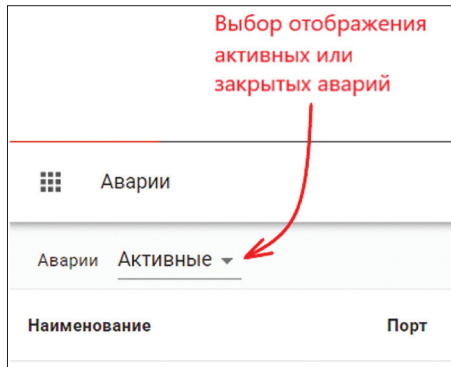 Выбор отображения
активных или
закрытых аварий
Аварии
Аварии Активные
Наименование Порт